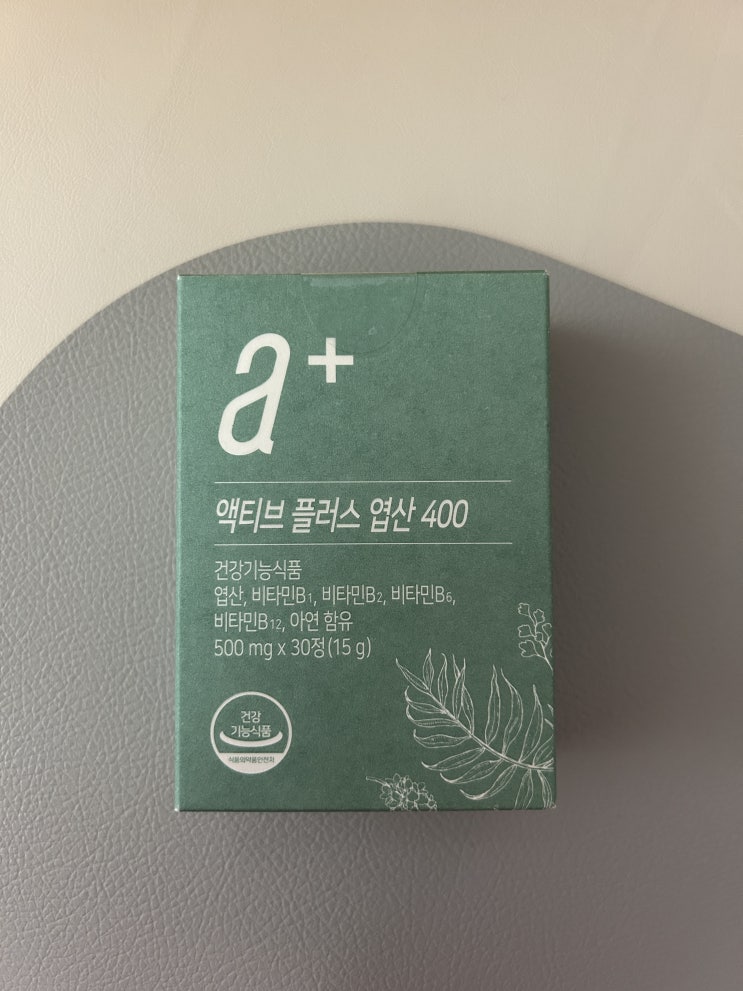 a+
액티브 플러스 엽산 400
건강기능식품
엽산, 비타민B1, 비타민B2, 비타민B6,
비타민B12, 아연 함유
500 mg x 30정(15 g)
건강
기능식품
식품의약품안전처